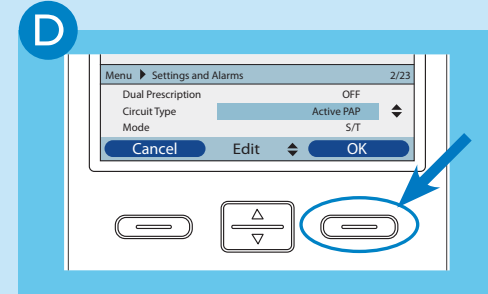 D
Menu ▶ Settings and Alarms 2/23
Dual Prescription OFF
Circuit Type Active PAP
Mode S/T
Cancel Edit OK